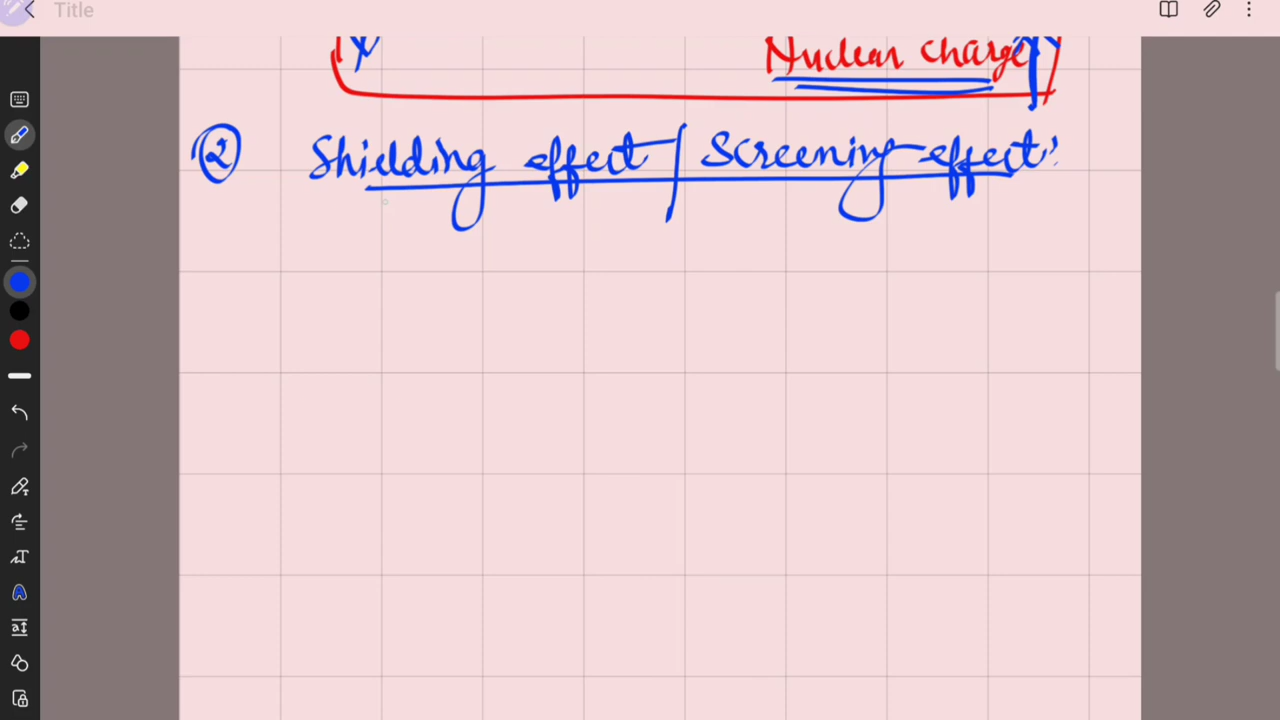 Title
Nuclear charge
② Shielding effect / Screening effect: